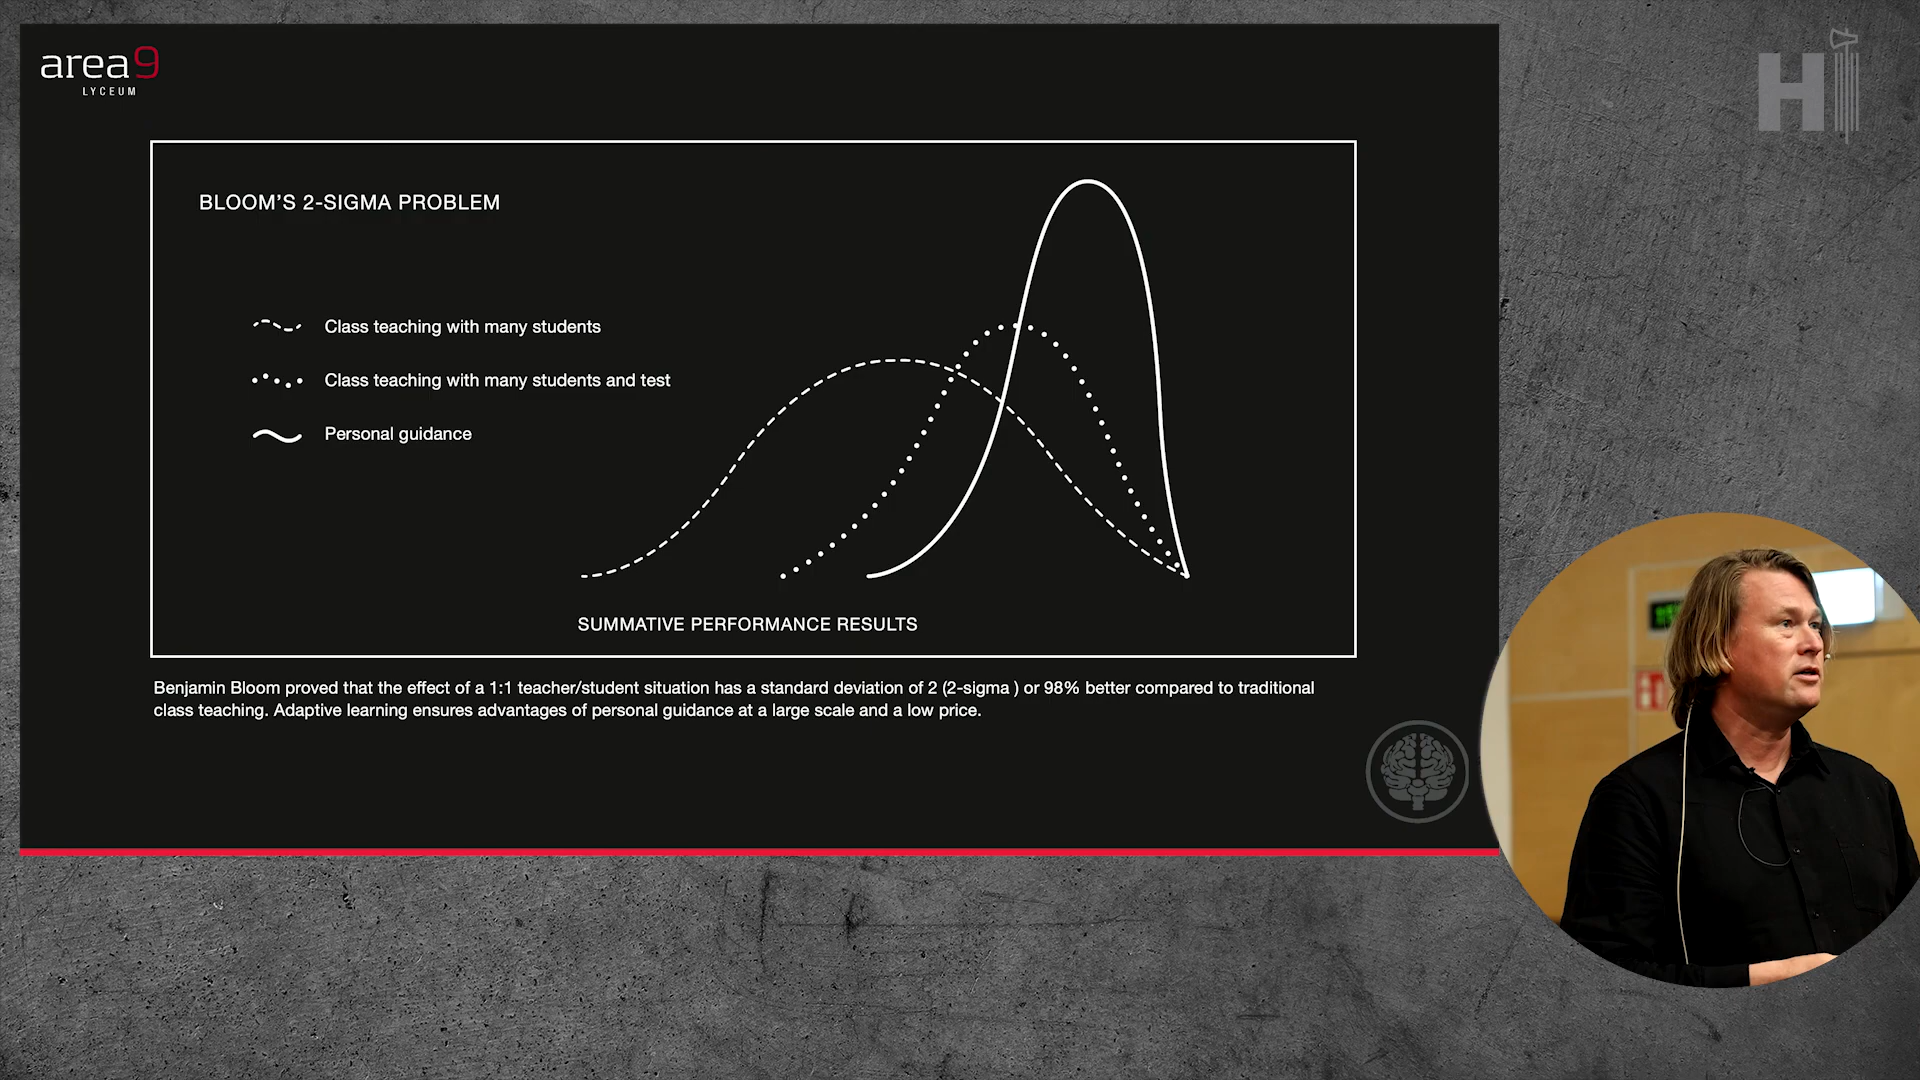 area9
LYCEUM
H
BLOOM’S 2-SIGMA PROBLEM
Class teaching with many students
Class teaching with many students and test
Personal guidance
SUMMATIVE PERFORMANCE RESULTS
Benjamin Bloom proved that the effect of a 1:1 teacher/student situation has a standard deviation of 2 (2-sigma ) or 98% better compared to traditional
class teaching. Adaptive learning ensures advantages of personal guidance at a large scale and a low price.